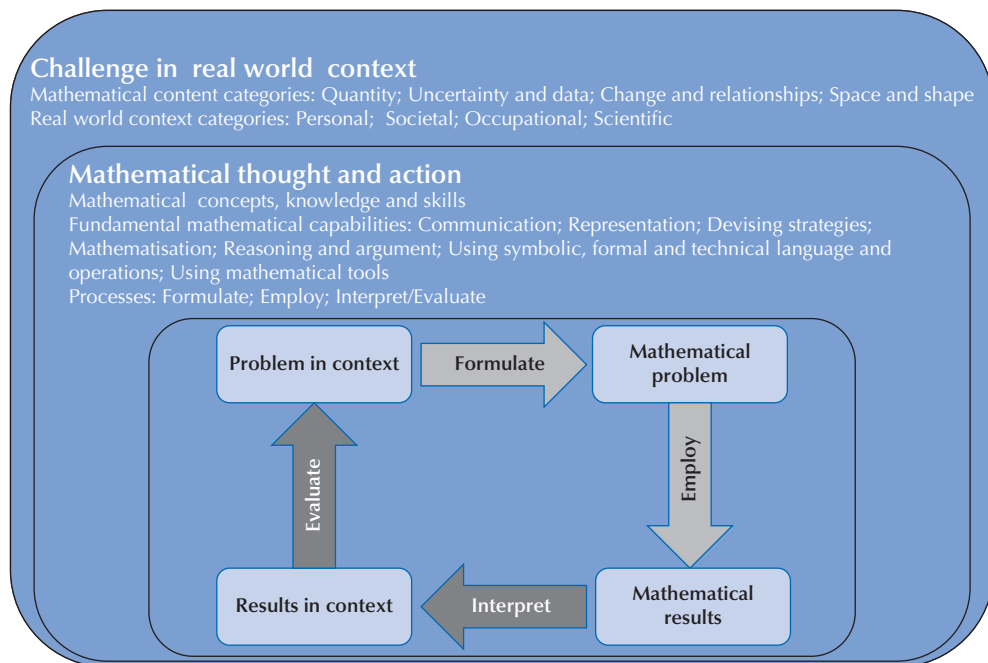 Challenge in real world context
Mathematical content categories: Quantity; Uncertainty and data; Change and relationships; Space and shape
Real world context categories: Personal; Societal; Occupational; Scientific
Mathematical thought and action
Mathematical concepts, knowledge and skills
Fundamental mathematical capabilities: Communication; Representation; Devising strategies;
Mathematisation; Reasoning and argument; Using symbolic, formal and technical language and
operations; Using mathematical tools
Processes: Formulate; Employ; Interpret/Evaluate
Problem in context
Formulate
Mathematical
problem
Employ
Evaluate
Results in context
Interpret
Mathematical
results